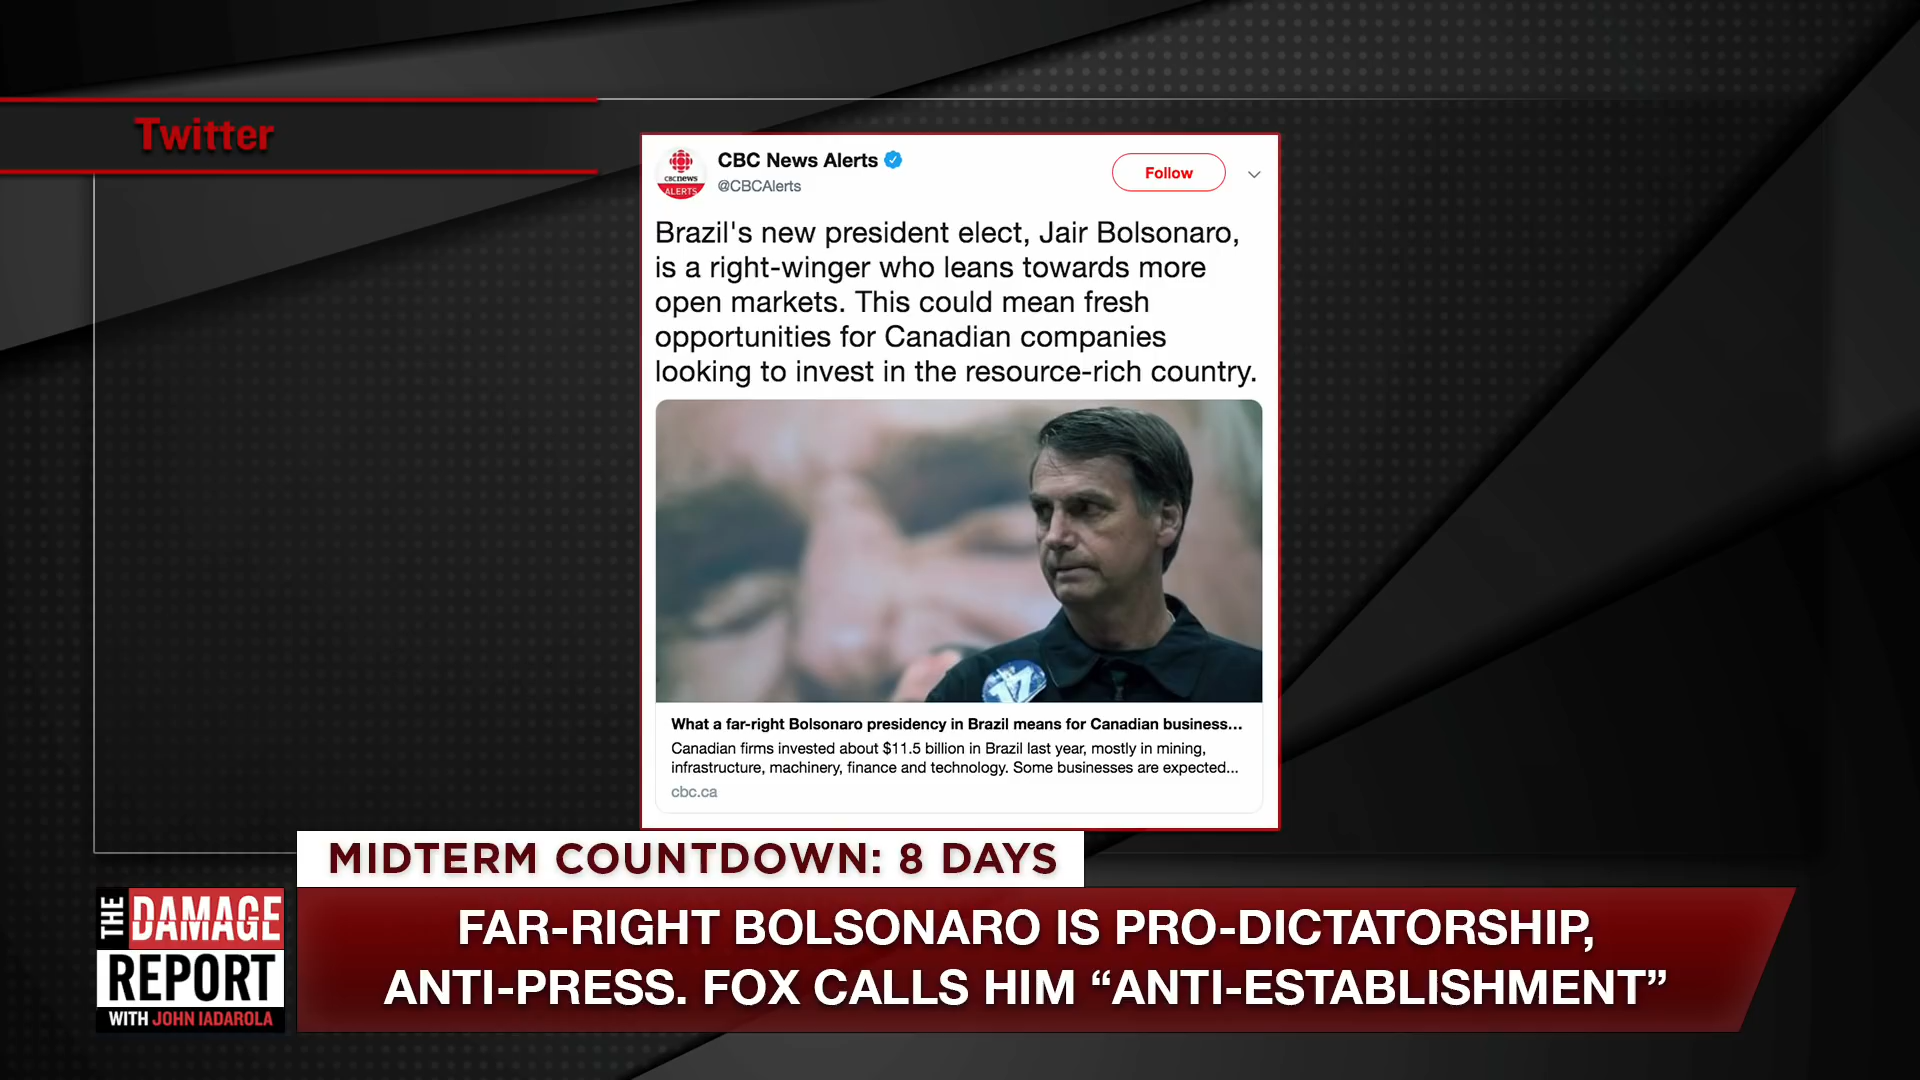 Twitter
CBC News Alerts
@CBCAlerts
Follow
CBCNEWS
ALERTS
Brazil's new president elect, Jair Bolsonaro,
is a right-winger who leans towards more
open markets. This could mean fresh
opportunities for Canadian companies
looking to invest in the resource-rich country.
17
What a far-right Bolsonaro presidency in Brazil means for Canadian business...
Canadian firms invested about $11.5 billion in Brazil last year, mostly in mining,
infrastructure, machinery, finance and technology. Some businesses are expected...
cbc.ca
MIDTERM COUNTDOWN: 8 DAYS
FAR-RIGHT BOLSONARO IS PRO-DICTATORSHIP,
ANTI-PRESS. FOX CALLS HIM “ANTI-ESTABLISHMENT”
THE DAMAGE
REPORT
WITH JOHN IADAROLA